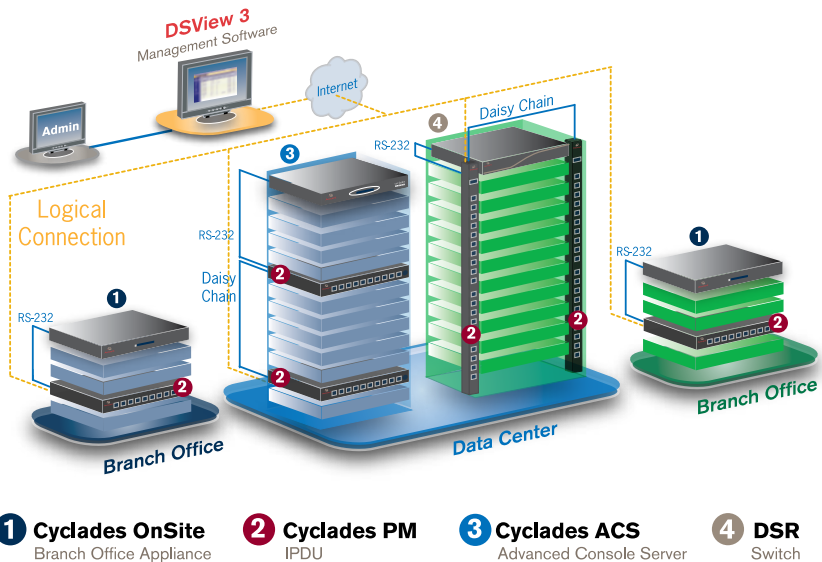 DSView 3
Management Software
Internet
Admin
4
Daisy Chain
RS-232
3
Logical
Connection
RS-232
1
RS-232
2
Daisy
Chain
1
RS-232
2
2
2
2
2
2
Branch Office
Data Center
Branch Office
1 Cyclades OnSite
Branch Office Appliance
2 Cyclades PM
IPDU
3 Cyclades ACS
Advanced Console Server
4 DSR
Switch